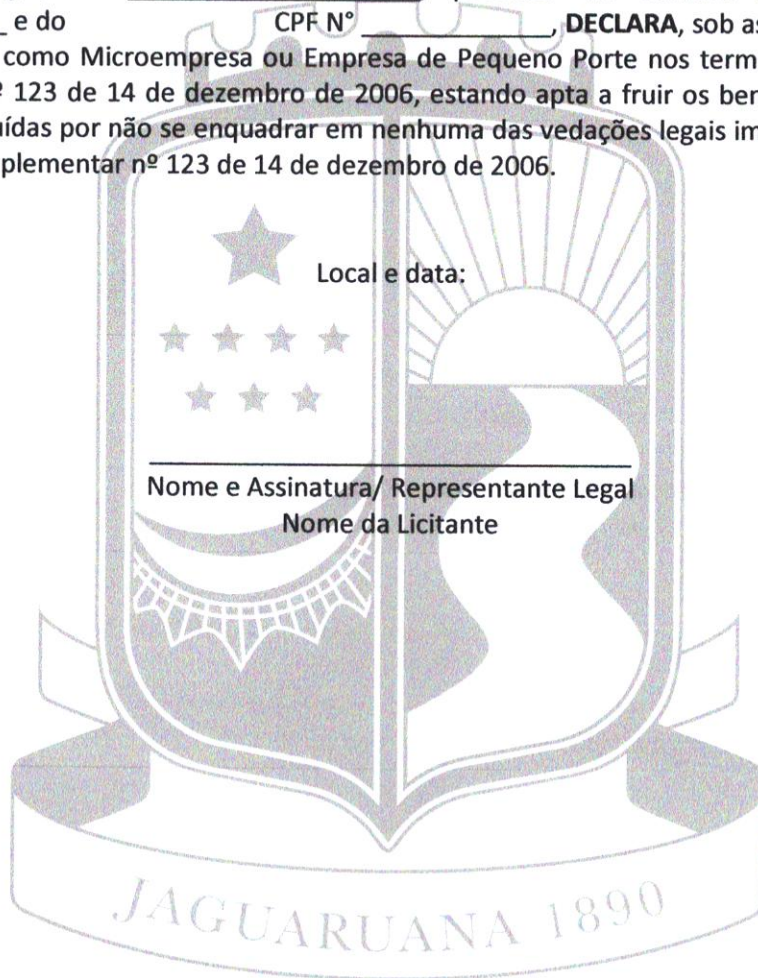 _ e do CPF N° ______________, DECLARA, sob as
como Microempresa ou Empresa de Pequeno Porte nos term
º 123 de 14 de dezembro de 2006, estando apta a fruir os ben
uídas por não se enquadrar em nenhuma das vedações legais im
plementar nº 123 de 14 de dezembro de 2006.
Local e data:
Nome e Assinatura/ Representante Legal
Nome da Licitante
JAGUARUANA 1890